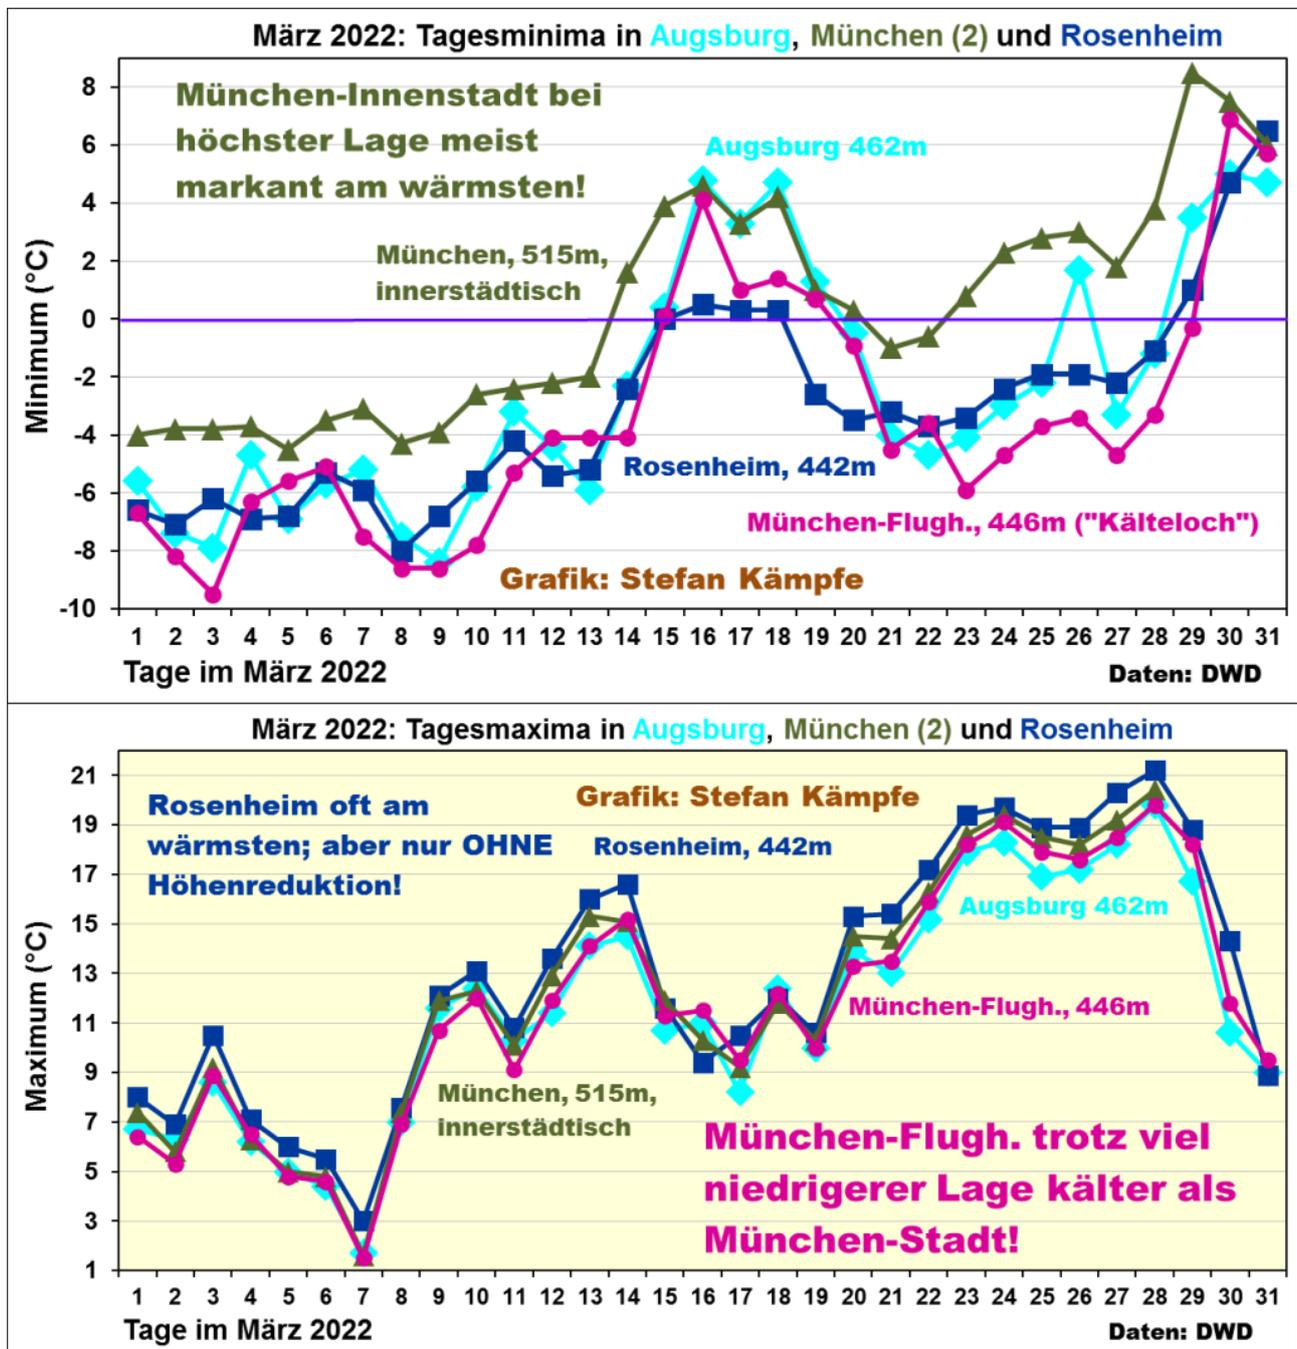 März 2022: Tagesminima in Augsburg, München (2) und Rosenheim
München-Innenstadt bei
höchster Lage meist
markant am wärmsten!
Augsburg 462m
München, 515m,
innerstädtisch
Rosenheim, 442m
München-Flugh., 446m ("Kälteloch")
Grafik: Stefan Kämpfe
Minimum (°C)
8
6
4
2
0
-2
-4
-6
-8
-10
1 2 3 4 5 6 7 8 9 10 11 12 13 14 15 16 17 18 19 20 21 22 23 24 25 26 27 28 29 30 31
Tage im März 2022
Daten: DWD
März 2022: Tagesmaxima in Augsburg, München (2) und Rosenheim
Rosenheim oft am
wärmsten; aber nur OHNE
Höhenreduktion!
Grafik: Stefan Kämpfe
Rosenheim, 442m
Augsburg 462m
München-Flugh., 446m
München, 515m,
innerstädtisch
München-Flugh. trotz viel
niedrigerer Lage kälter als
München-Stadt!
Maximum (°C)
21
19
17
15
13
11
9
7
5
3
1
1 2 3 4 5 6 7 8 9 10 11 12 13 14 15 16 17 18 19 20 21 22 23 24 25 26 27 28 29 30 31
Tage im März 2022
Daten: DWD